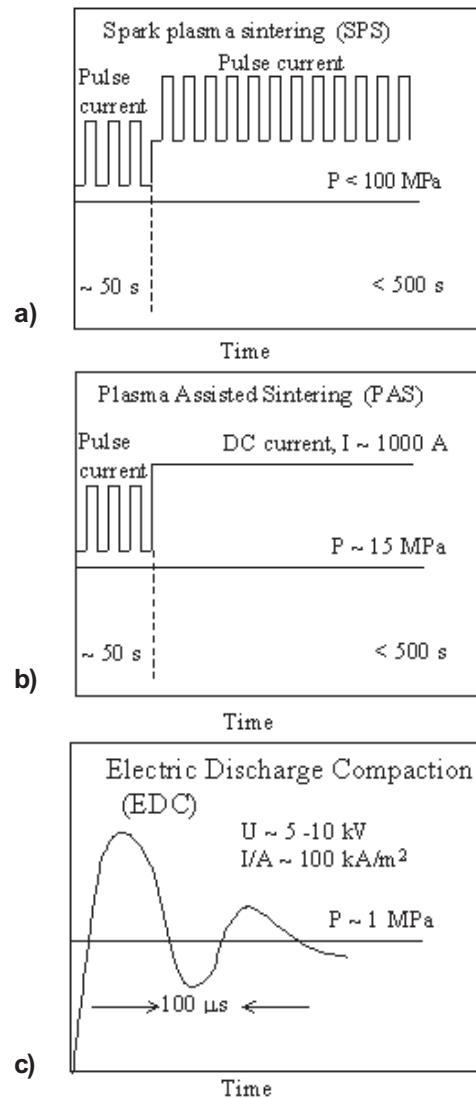 Spark plasma sintering (SPS)
Pulse current
Pulse
current
P < 100 MPa
~ 50 s < 500 s
a)
Time
Plasma Assisted Sintering (PAS)
Pulse
current
DC current, I ~ 1000 A
P ~ 15 MPa
~ 50 s < 500 s
b)
Time
Electric Discharge Compaction
(EDC)
U ~ 5 -10 kV
I/A ~ 100 kA/m²
P ~ 1 MPa
100 µs
c)
Time